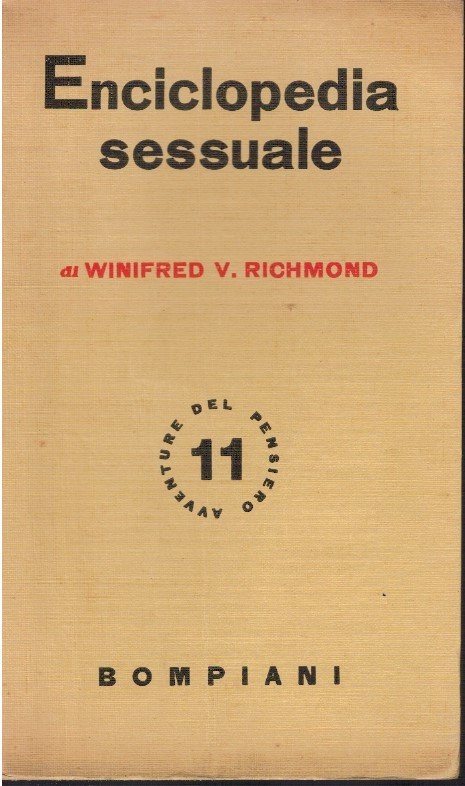 Enciclopedia
sessuale
di WINIFRED V. RICHMOND
AVVENTURE DEL PENSIERO
11
BOMPIANI